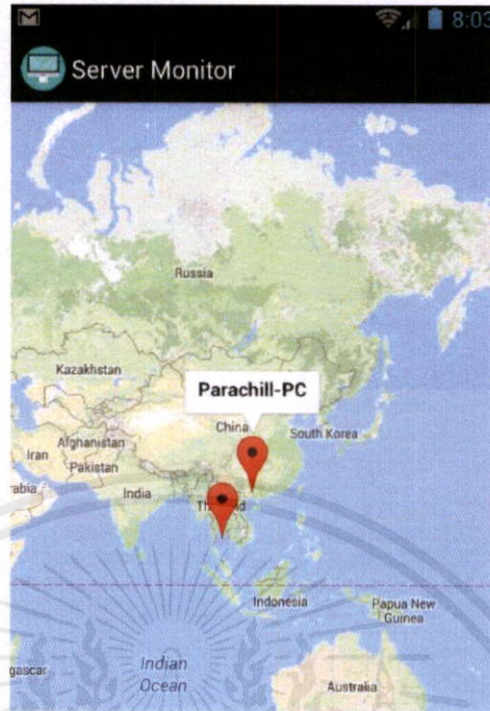 8:03
Server Monitor
Russia
Kazakhstan
Parachill-PC
China
South Korea
Afghanistan
Iran
Pakistan
India
Indonesia
Papua New
Guinea
Indian
Ocean
Australia